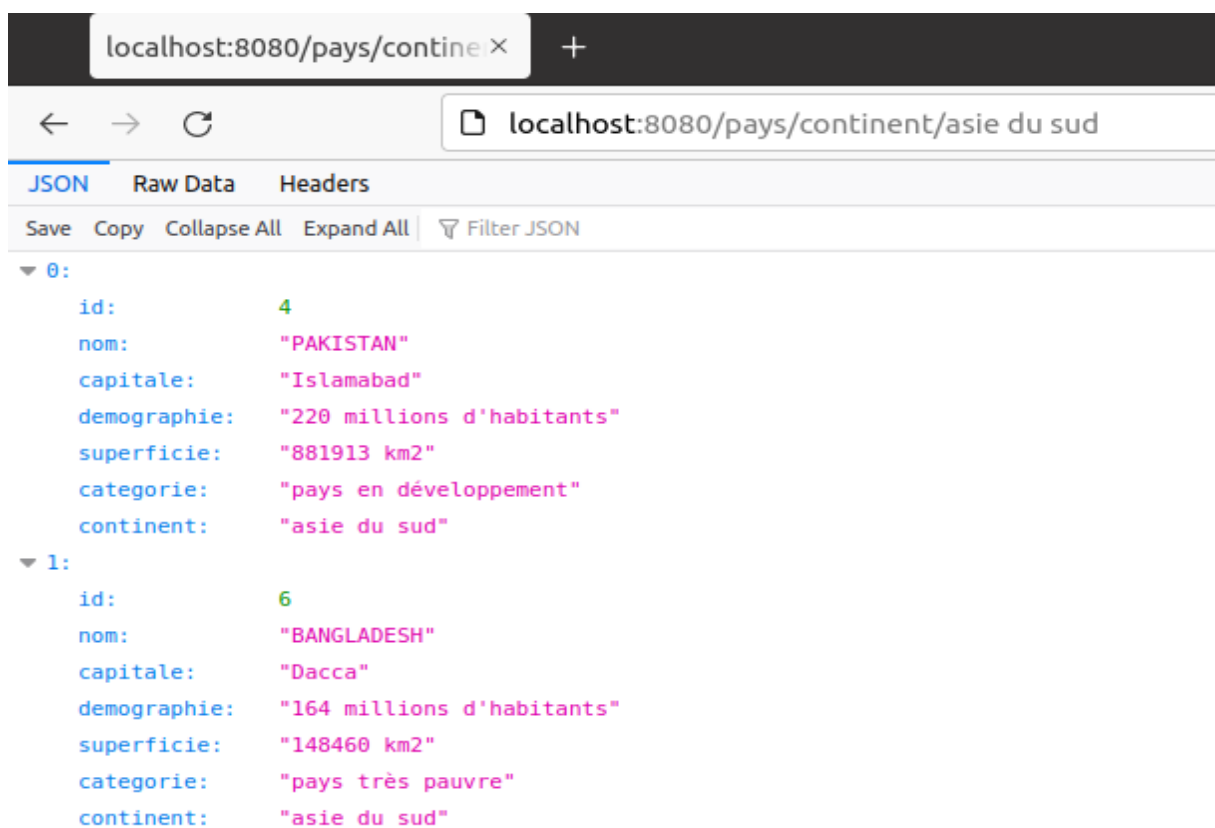 localhost:8080/pays/contine
localhost:8080/pays/continent/asie du sud
JSON Raw Data Headers
Save Copy Collapse All Expand All Filter JSON
0:
id: 4
nom: "PAKISTAN"
capitale: "Islamabad"
demographie: "220 millions d'habitants"
superficie: "881913 km2"
categorie: "pays en développement"
continent: "asie du sud"
1:
id: 6
nom: "BANGLADESH"
capitale: "Dacca"
demographie: "164 millions d'habitants"
superficie: "148460 km2"
categorie: "pays très pauvre"
continent: "asie du sud"